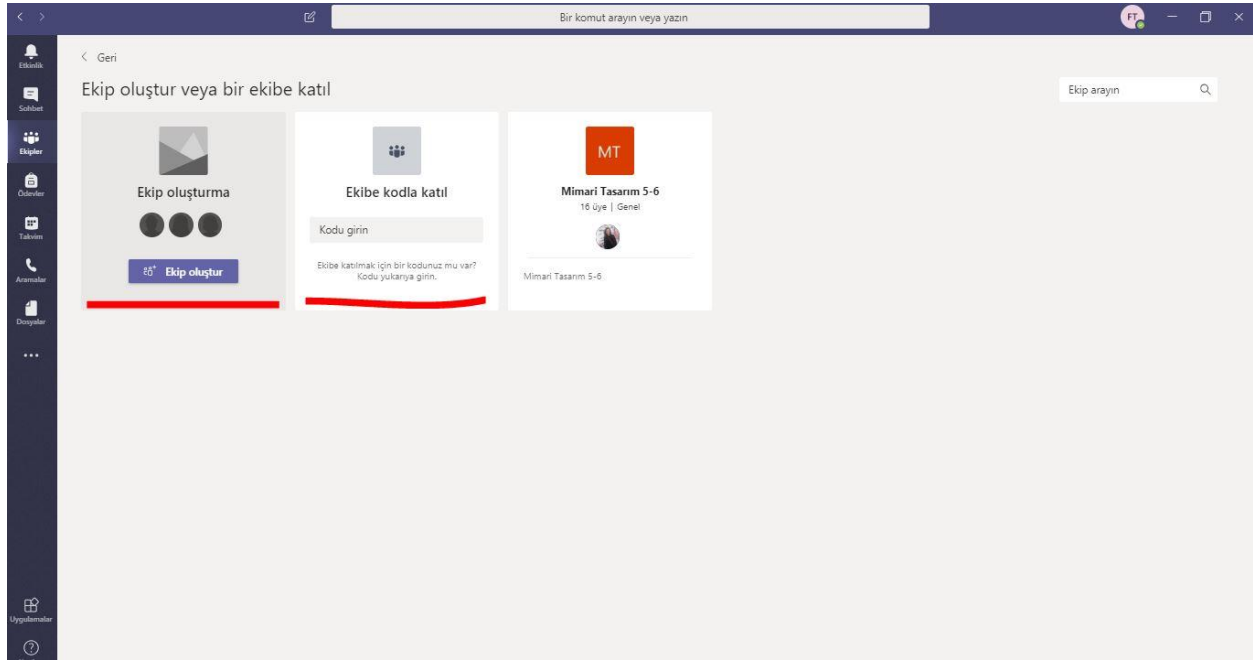 Bir komut arayın veya yazın
FT
Etkinlik
Sohbet
Ekipler
Ödevler
Takvim
Aramalar
Dosyalar
Uygulamalar
Geri
Ekip oluştur veya bir ekibe katıl
Ekip arayın
Ekip oluşturma
Ekip oluştur
Ekibe kodla katıl
Kodu girin
Ekibe katılmak için bir kodunuz mu var?
Kodu yukarıya girin.
MT
Mimari Tasarım 5-6
16 üye | Genel
Mimari Tasarım 5-6